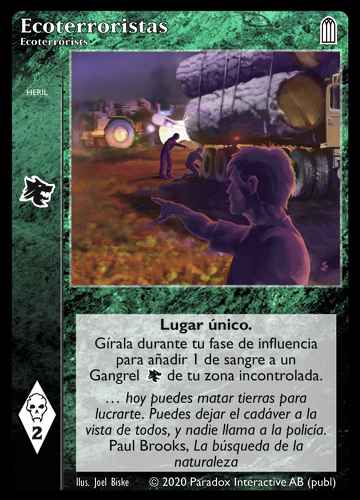 Ecoterroristas
Ecoterrorists
HERIL
Lugar único.
Gírala durante tu fase de influencia
para añadir 1 de sangre a un
Gangrel de tu zona incontrolada.
… hoy puedes matar tierras para
lucrarte. Puedes dejar el cadáver a la
vista de todos, y nadie llama a la policía.
Paul Brooks, La búsqueda de la
naturaleza
2
Ilus. Joel Biske © 2020 Paradox Interactive AB (publ)